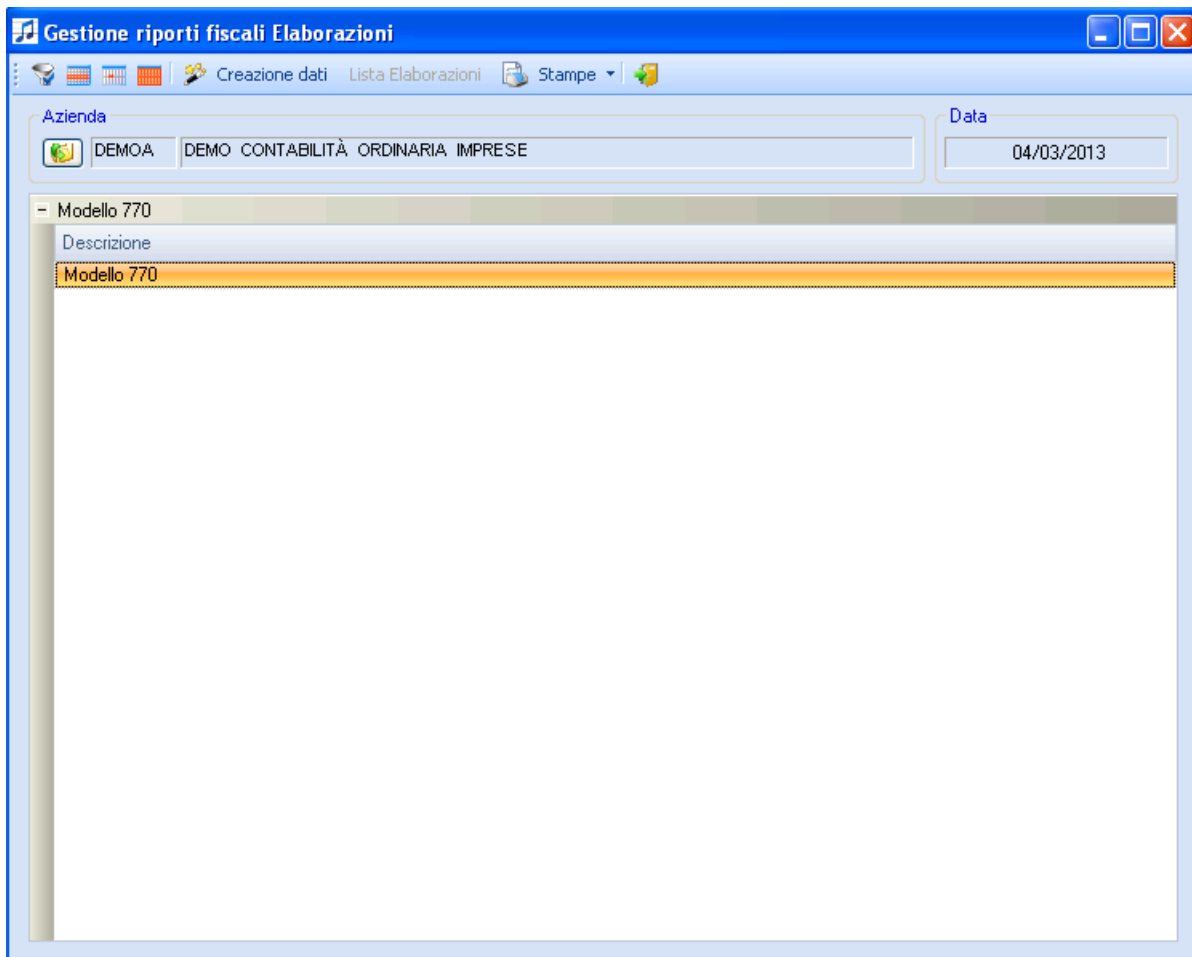 Gestione riporti fiscali Elaborazioni
Creazione dati Lista Elaborazioni Stampe
Azienda Data
DEMOA DEMO CONTABILITÀ ORDINARIA IMPRESE 04/03/2013
Modello 770
Descrizione
Modello 770